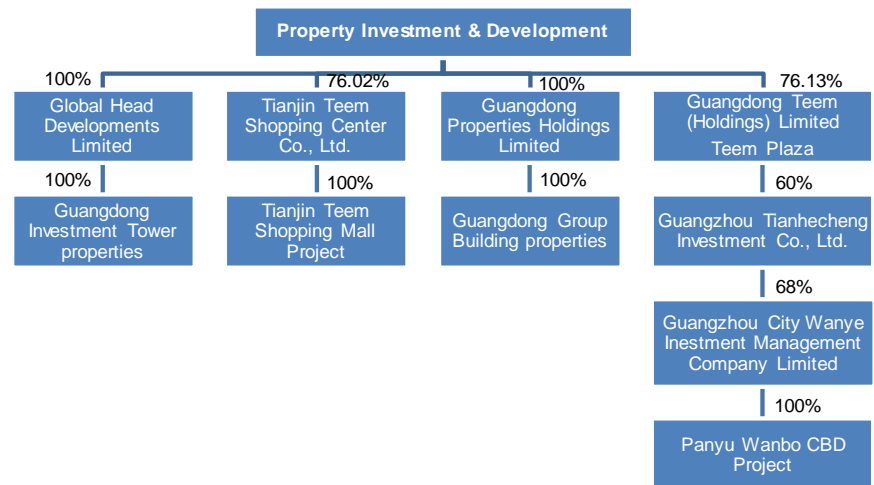 Property Investment & Development
100%
76.02%
100%
76.13%
Global Head
Developments
Limited
Tianjin Teem
Shopping Center
Co., Ltd.
Guangdong
Properties Holdings
Limited
Guangdong Teem
(Holdings) Limited
Teem Plaza
100%
100%
100%
60%
Guangdong
Investment Tower
properties
Tianjin Teem
Shopping Mall
Project
Guangdong Group
Building properties
Guangzhou Tianhecheng
Investment Co., Ltd.
68%
Guangzhou City Wanye
Inestment Management
Company Limited
100%
Panyu Wanbo CBD
Project